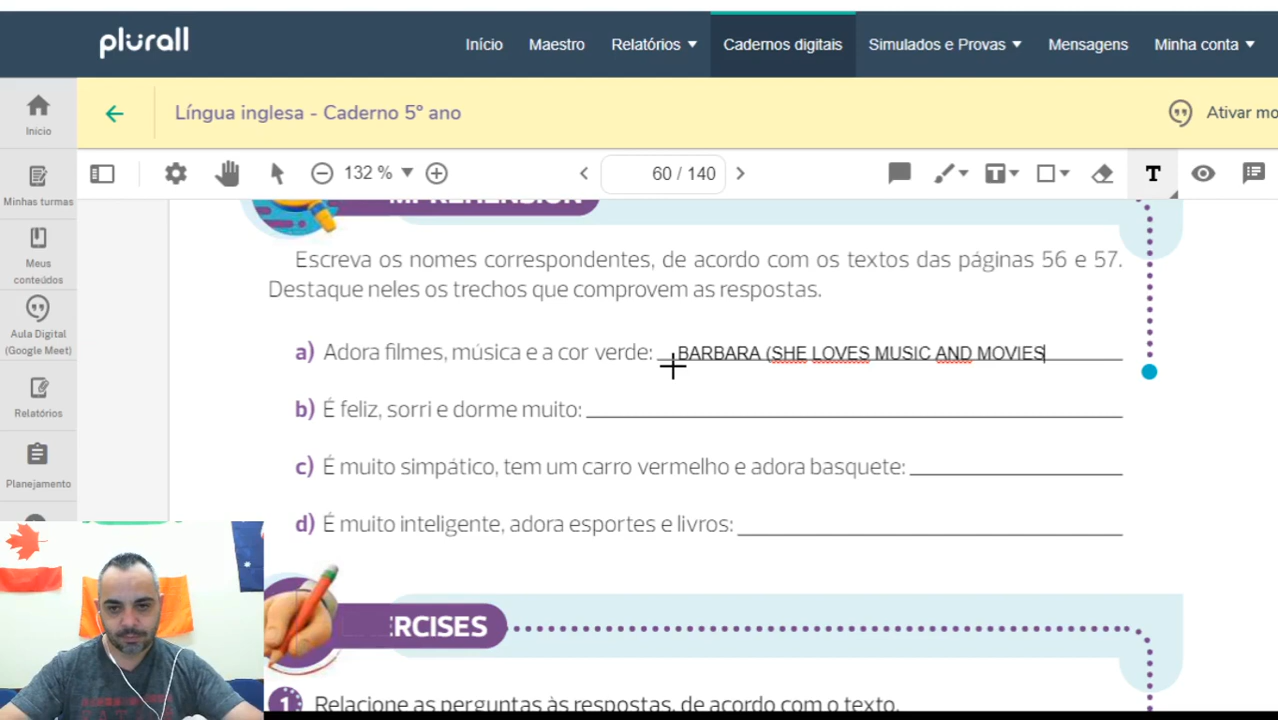 plurall
Início
Maestro
Relatórios
Cadernos digitais
Simulados e Provas
Mensagens
Minha conta
Inicio
Língua inglesa - Caderno 5º ano
Ativar mo
132 %
60 / 140
T
T
Minhas turmas
Meus
conteúdos
Aula Digital
(Google Meet)
Relatórios
Planejamento
MPREHENSION
Escreva os nomes correspondentes, de acordo com os textos das páginas 56 e 57.
Destaque neles os trechos que comprovem as respostas.
a) Adora filmes, música e a cor verde: BARBARA (SHE LOVES MUSIC AND MOVIES
b) É feliz, sorri e dorme muito:
c) É muito simpático, tem um carro vermelho e adora basquete:
d) É muito inteligente, adora esportes e livros:
ERCISES
1 Relacione as perguntas às respostas, de acordo com o texto.